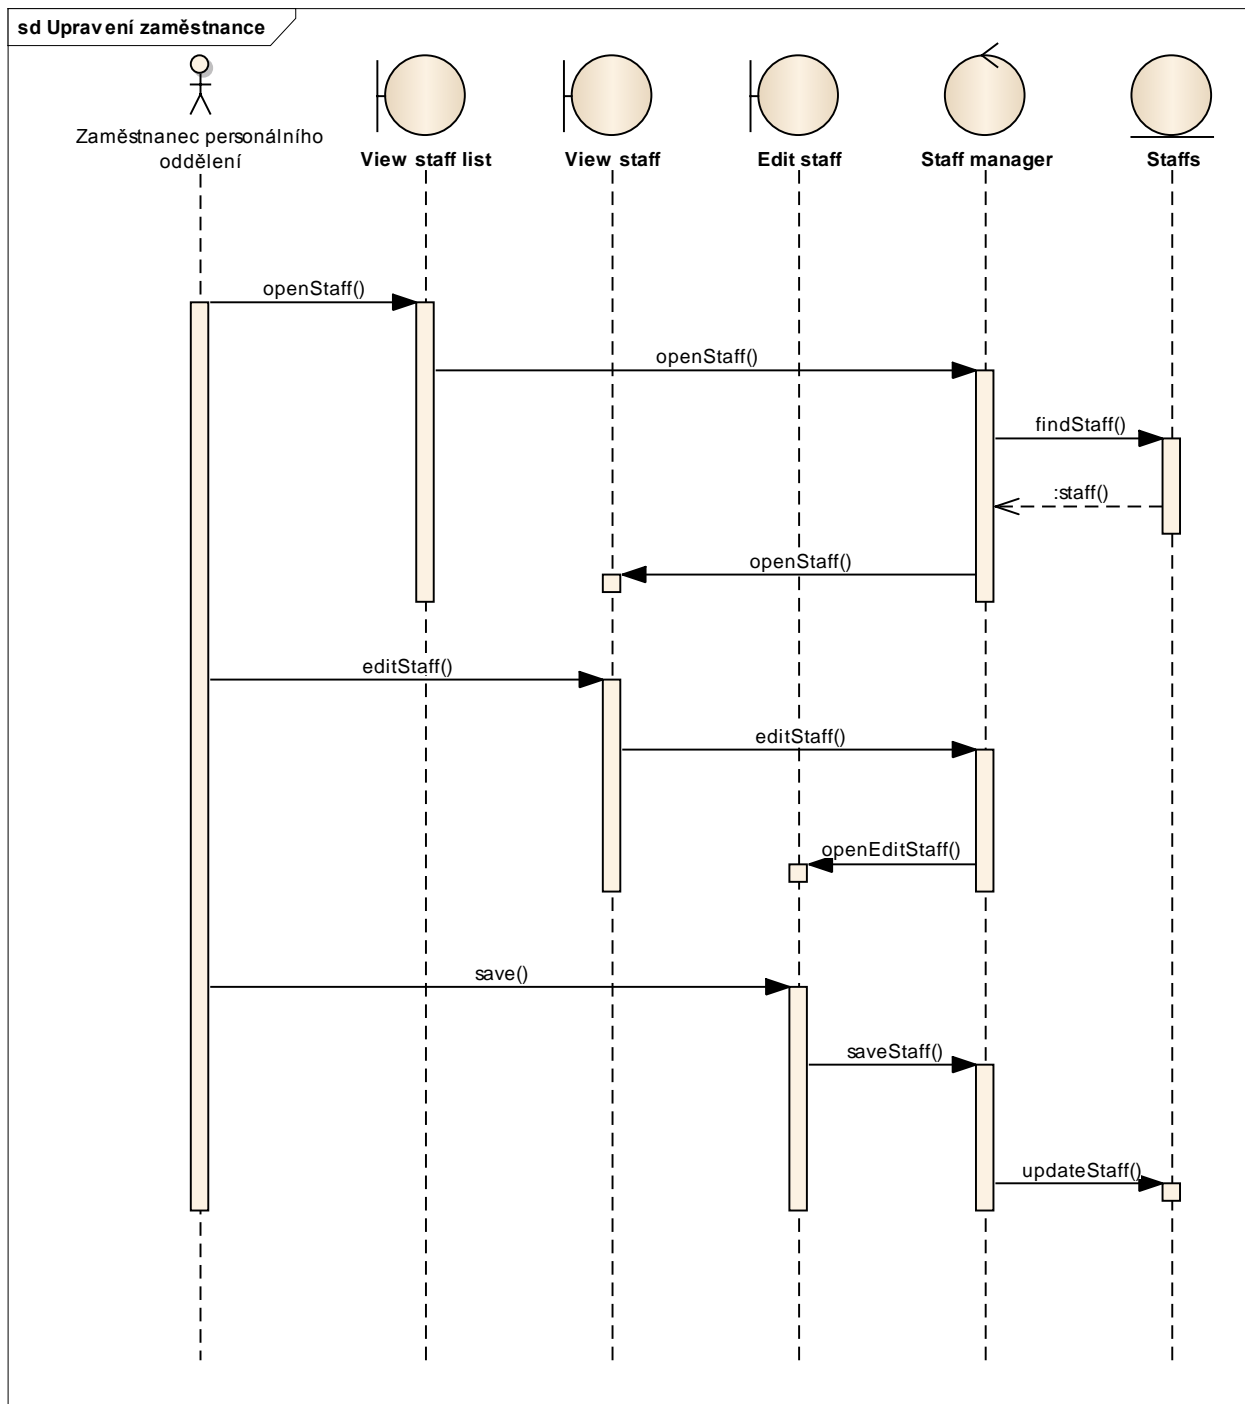 sd Upravení zaměstnance
Zaměstnanec personálního
oddělení
View staff list
View staff
Edit staff
Staff manager
Staffs
openStaff()
openStaff()
findStaff()
:staff()
openStaff()
editStaff()
editStaff()
openEditStaff()
save()
saveStaff()
updateStaff()